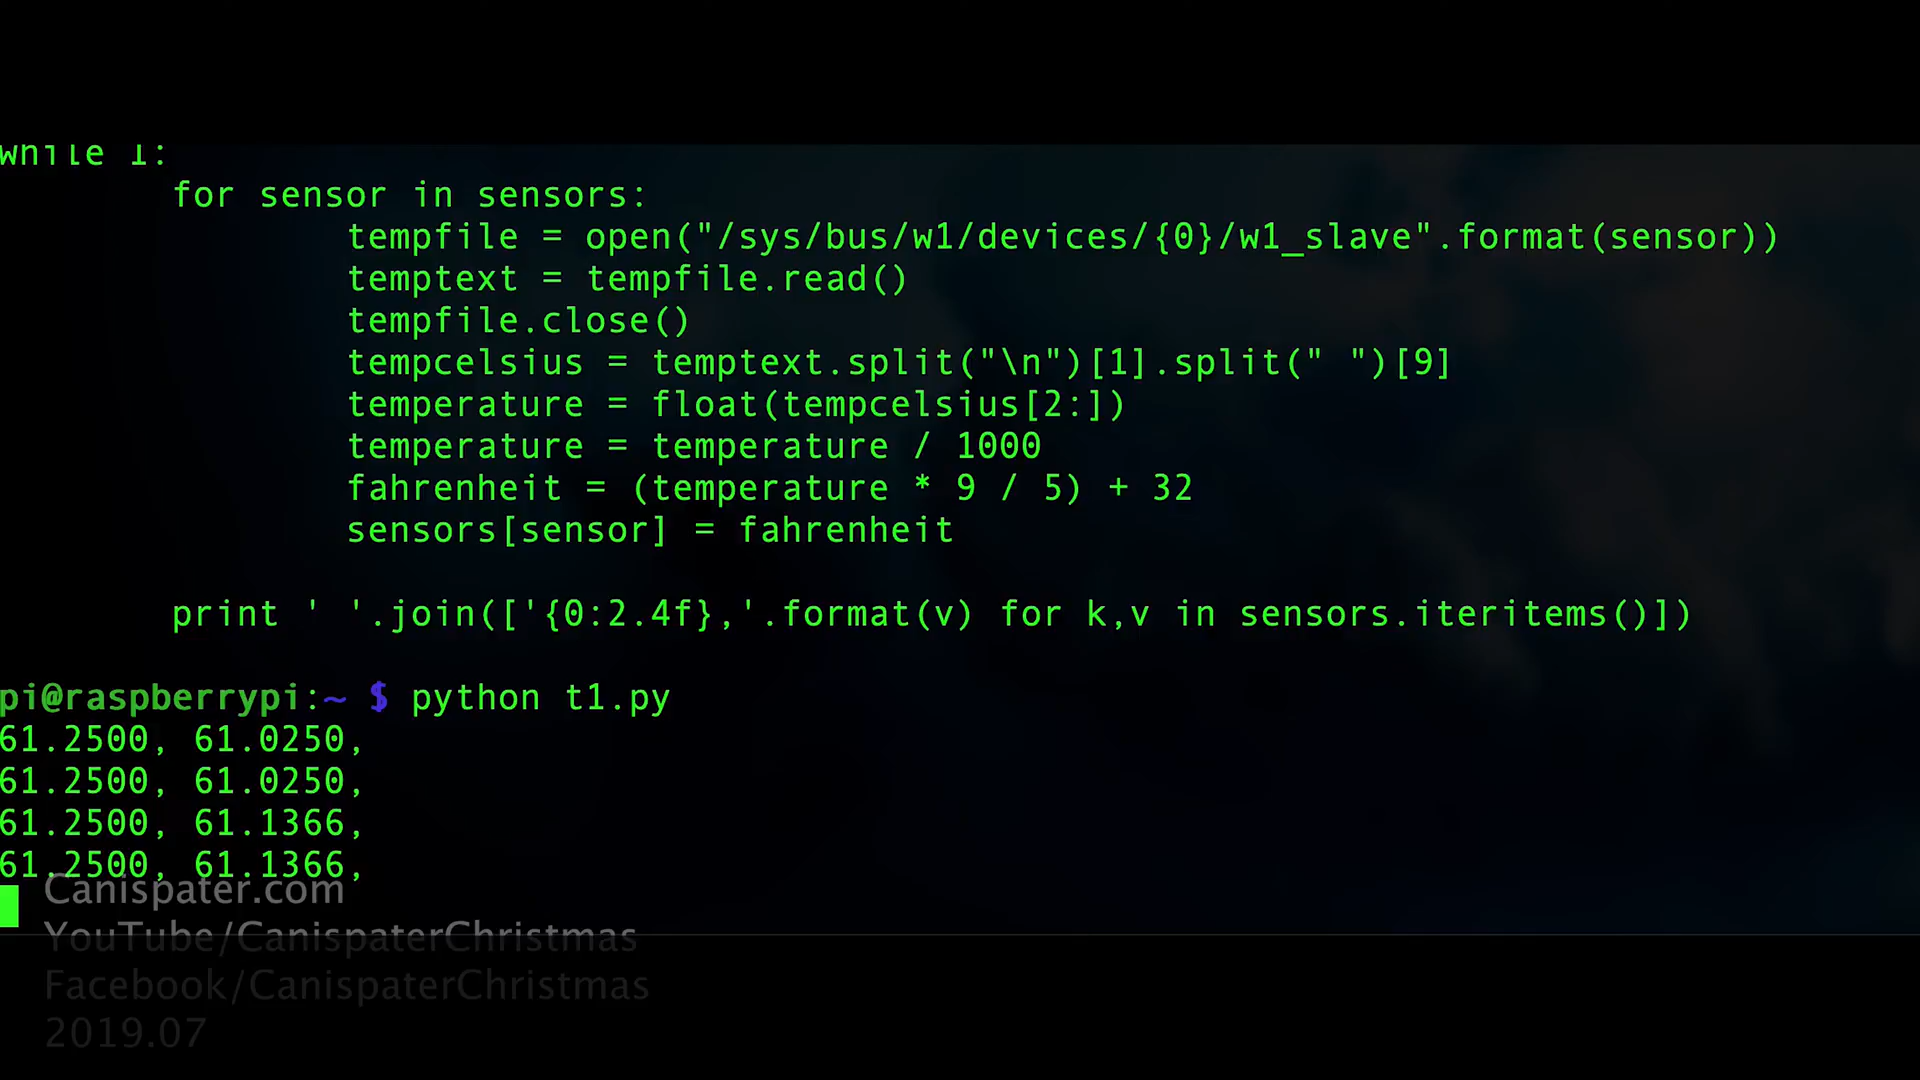 while 1:
for sensor in sensors:
tempfile = open("/sys/bus/w1/devices/{0}/w1_slave".format(sensor))
temptext = tempfile.read()
tempfile.close()
tempcelsius = temptext.split("\n")[1].split(" ")[9]
temperature = float(tempcelsius[2:])
temperature = temperature / 1000
fahrenheit = (temperature * 9 / 5) + 32
sensors[sensor] = fahrenheit
print ' '.join(['{0:2.4f},'.format(v) for k,v in sensors.iteritems()])
pi@raspberrypi:~ $ python t1.py
61.2500, 61.0250,
61.2500, 61.0250,
61.2500, 61.1366,
61.2500, 61.1366,
Canispater.com
YouTube/CanispaterChristmas
Facebook/CanispaterChristmas
2019.07